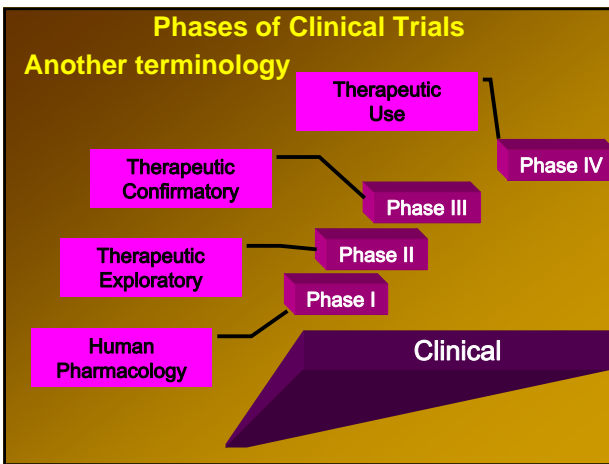 Phases of Clinical Trials
Another terminology
Therapeutic
Use
Phase IV
Therapeutic
Confirmatory
Phase III
Therapeutic
Exploratory
Phase II
Phase I
Human
Pharmacology
Clinical